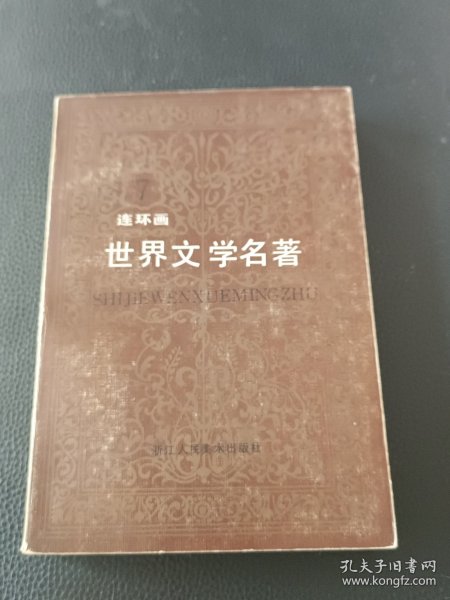 7
连环画
世界文学名著
SHIJIEWENXUEMINGZHU
浙江人民美术出版社
孔夫子旧书网
www.kongfz.com